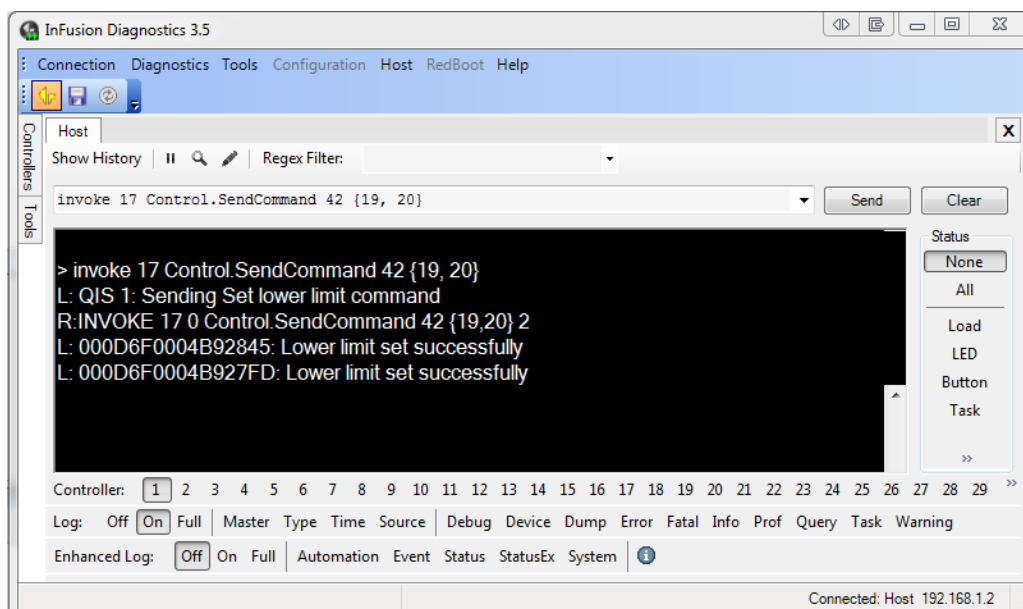 InFusion Diagnostics 3.5
Connection Diagnostics Tools Configuration Host RedBoot Help
Controllers
Tools
Host
X
Show History Regex Filter:
invoke 17 Control.SendCommand 42 {19, 20}
Send
Clear
> invoke 17 Control.SendCommand 42 {19, 20}
L: QIS 1: Sending Set lower limit command
R:INVOKE 17 0 Control.SendCommand 42 {19,20} 2
L: 000D6F0004B92845: Lower limit set successfully
L: 000D6F0004B927FD: Lower limit set successfully
Status
None
All
Load
LED
Button
Task
»
Controller: 1 2 3 4 5 6 7 8 9 10 11 12 13 14 15 16 17 18 19 20 21 22 23 24 25 26 27 28 29 »
Log: Off On Full Master Type Time Source Debug Device Dump Error Fatal Info Prof Query Task Warning
Enhanced Log: Off On Full Automation Event Status StatusEx System
Connected: Host 192.168.1.2